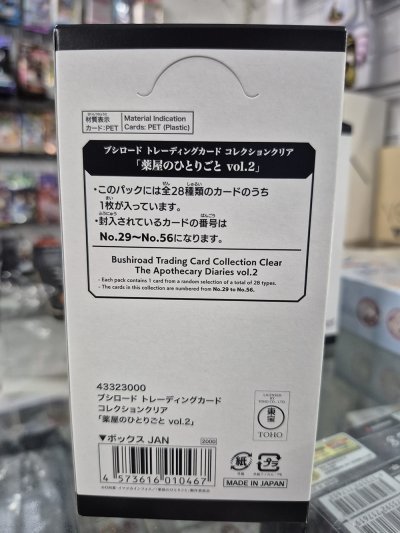 材質表示
カード:PET
Material Indication
Cards: PET (Plastic)
ブシロード トレーディングカード コレクションクリア
「薬屋のひとりごと vol.2」
・このパックには全28種類のカードのうち
1枚が入っています。
・封入されているカードの番号は
No.29〜No.56になります。
Bushiroad Trading Card Collection Clear
The Apothecary Diaries vol.2
- Each pack contains 1 card from a random selection of a total of 28 types.
- The cards in this collection are numbered from No.29 to No.56.
43323000
ブシロード トレーディングカード
コレクションクリア
「薬屋のひとりごと vol.2」
▼ボックス JAN
2000
4 573616 010467
LICENSED
BY
TOHO CO., LTD.
東宝
TOHO
紙
プラ
MADE IN JAPAN